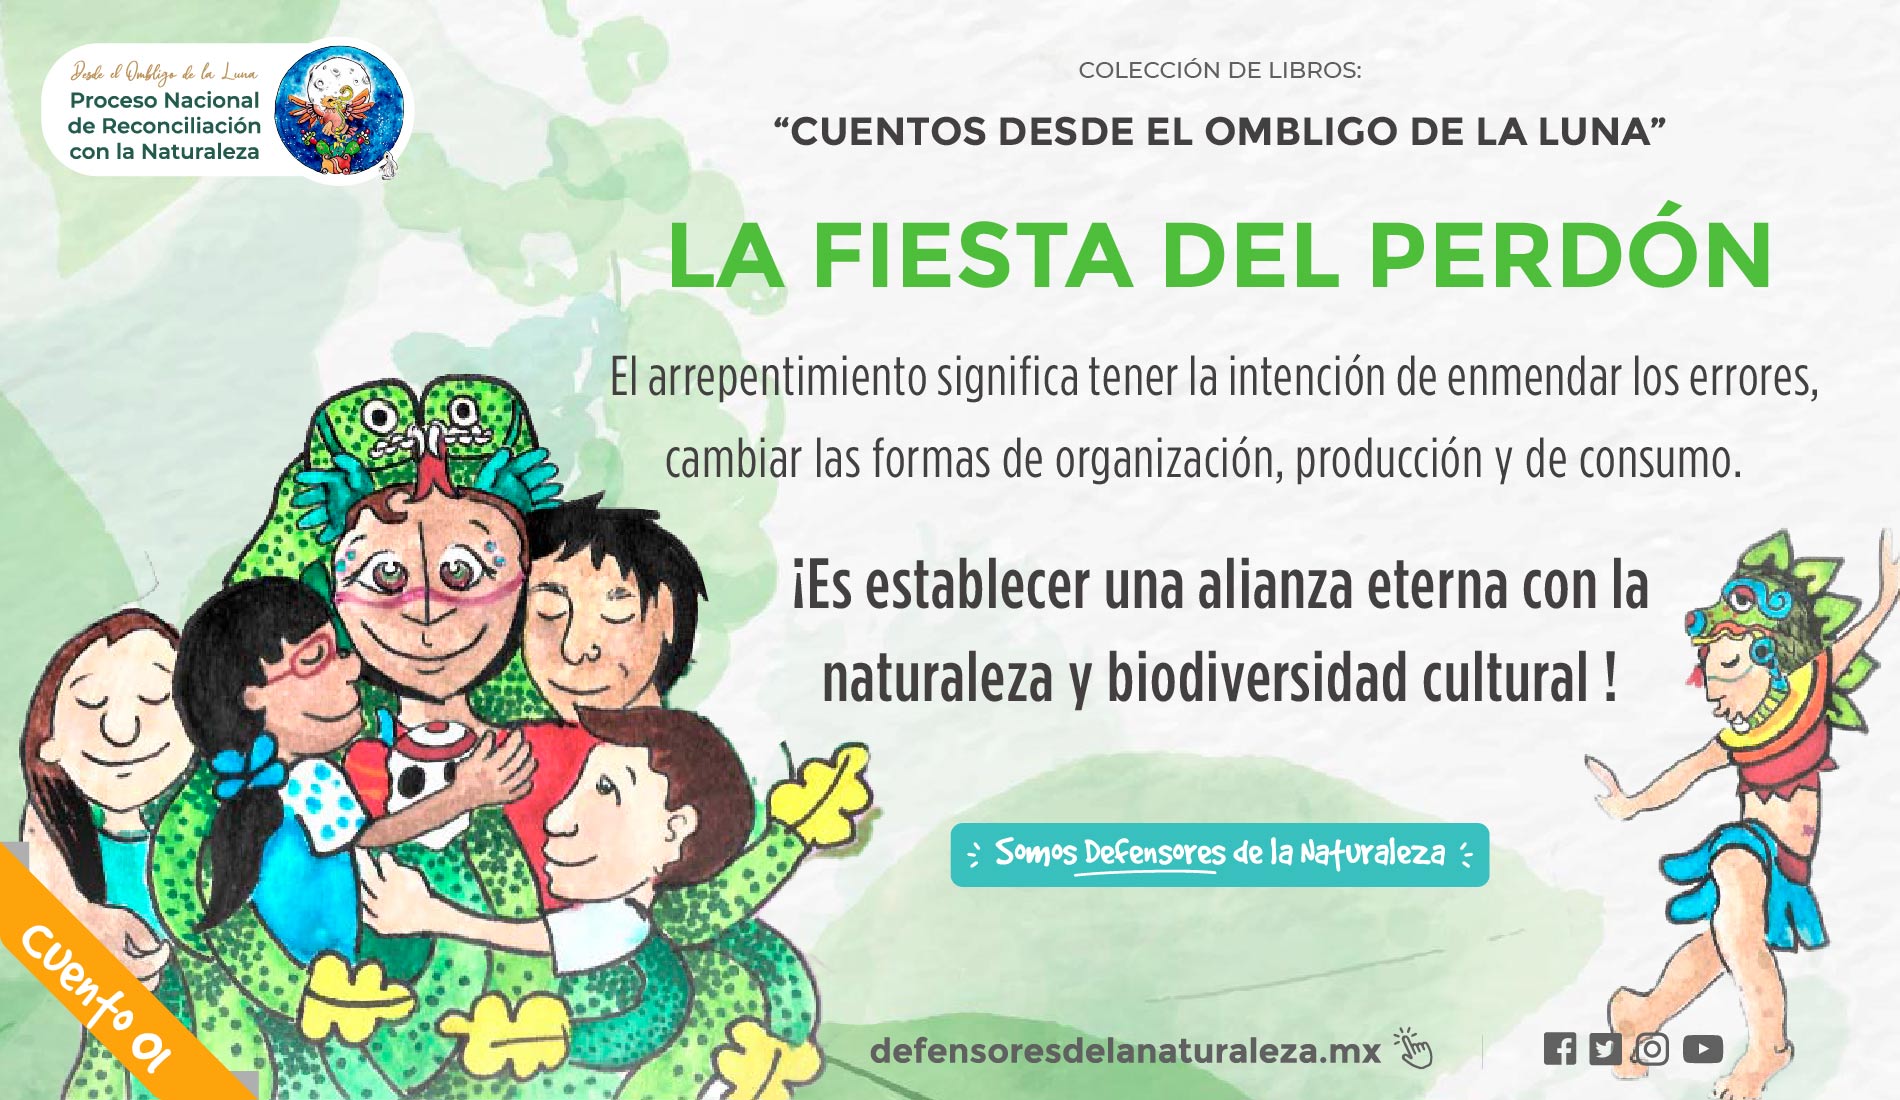 Desde el Ombligo de la Luna
Proceso Nacional
de Reconciliación
con la Naturaleza
COLECCIÓN DE LIBROS:
“CUENTOS DESDE EL OMBLIGO DE LA LUNA”
LA FIESTA DEL PERDÓN
El arrepentimiento significa tener la intención de enmendar los errores,
cambiar las formas de organización, producción y de consumo.
¡Es establecer una alianza eterna con la
naturaleza y biodiversidad cultural !
Somos Defensores de la Naturaleza
Cuento 01
defensoresdelanaturaleza.mx